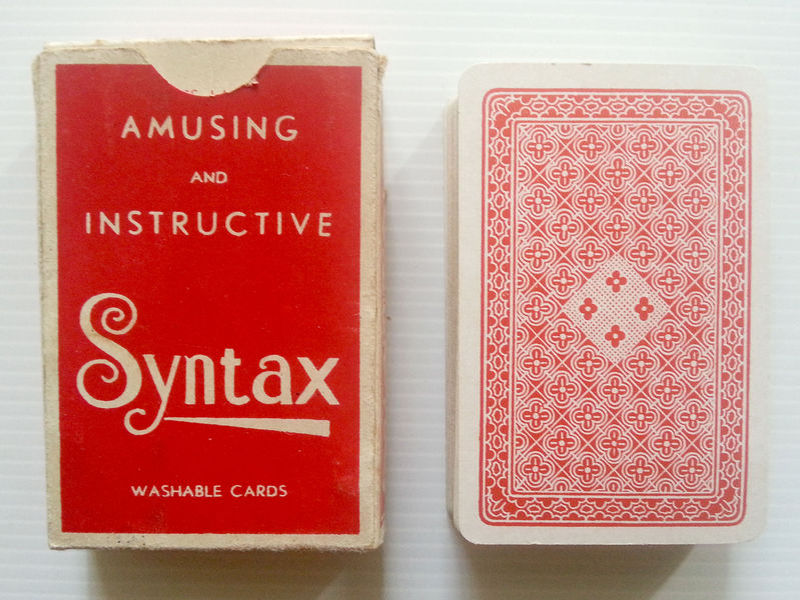 AMUSING
AND
INSTRUCTIVE
Syntax
WASHABLE CARDS